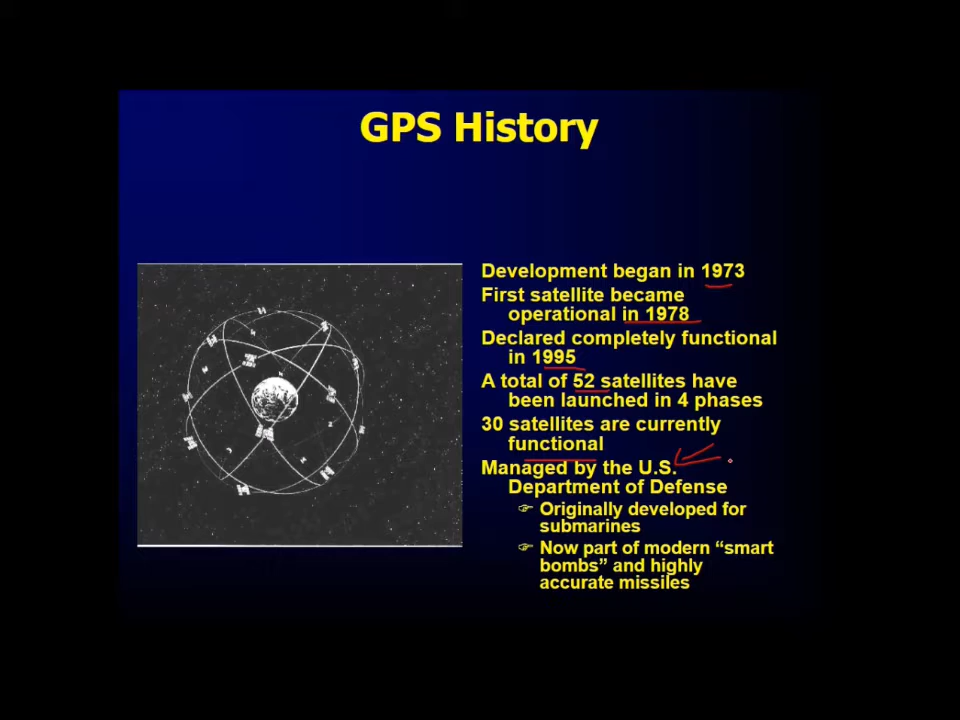 GPS History
Development began in 1973
First satellite became
operational in 1978
Declared completely functional
in 1995
A total of 52 satellites have
been launched in 4 phases
30 satellites are currently
functional
Managed by the U.S.
Department of Defense
☞ Originally developed for
submarines
☞ Now part of modern “smart
bombs” and highly
accurate missiles